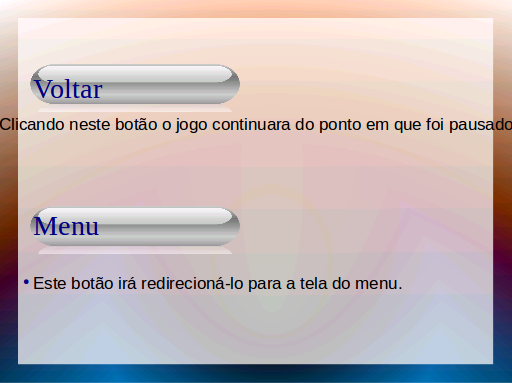 Voltar
Clicando neste botão o jogo continuara do ponto em que foi pausado
Menu
• Este botão irá redirecioná-lo para a tela do menu.